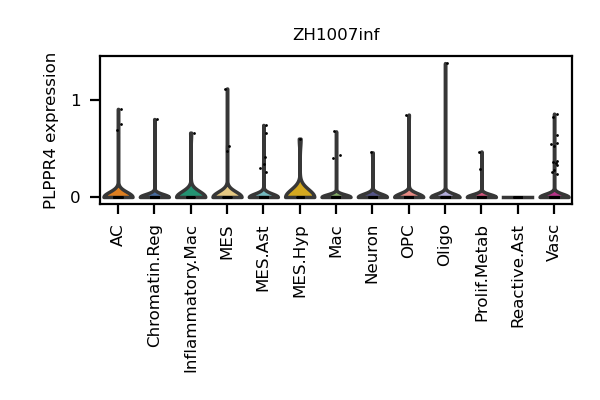 ZH1007inf
PLPPR4 expression
1
0
AC
Chromatin.Reg
Inflammatory.Mac
MES
MES.Ast
MES.Hyp
Mac
Neuron
OPC
Oligo
Prolif.Metab
Reactive.Ast
Vasc